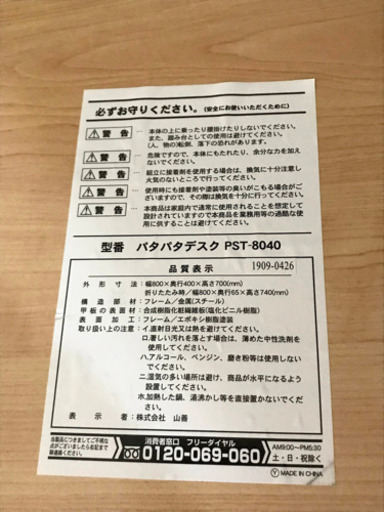 必ずお守りください。(安全にお使いいただくために)
警告 … 本体の上に乗ったり腰掛けたりしないでください。
また、踏み台としての使用は避けてください。
(人、物の)転倒、落下の恐れがあります。
警告 … 危険ですので、本体にもたれたり、余分な力を加え
ないでください。
警告 … 組立に接着剤を使用する場合は、換気に十分注意し
火気のないところで行ってください。
警告 … 使用時にも接着剤や塗装等の臭いがこもる場合がご
ざいますので、その際は換気を十分に行ってください。
警告 … 本商品は家庭内で通常に使用されることを想定して
設計されていますので本商品を業務用等の過酷な使
用に供することは避けてください。
型番 パタパタデスク PST-8040
品質表示 1909-0426
外形寸法:幅800×奥行400×高さ700(mm)
折りたたみ時/幅800×奥行65×高さ740(mm)
構造部材:フレーム/金属(スチール)
甲板の表面材:合成樹脂化粧繊維板(塩化ビニル樹脂)
表面加工:フレーム/エポキシ樹脂塗装
取り扱い上の注意:イ.直射日光又は熱を避けてください。
ロ.著しい汚れを落とす場合は、薄めた中性洗剤を
使用してください。
ハ.アルコール、ベンジン、磨き粉等は使用しない
でください。
ニ.湿気の多い場所は避け、商品が水平になるよう
設置してください。
ホ.加熱した鍋、湯沸かし等を直接置かないでくだ
さい。
表示者:株式会社 山善
当製品につきましてご不明な
点がございましたら右記まで
御連絡ください。
消費者窓口 フリーダイヤル
0120-069-060
AM9:00~PM5:30
土・日・祝除く
Y MADE IN CHINA